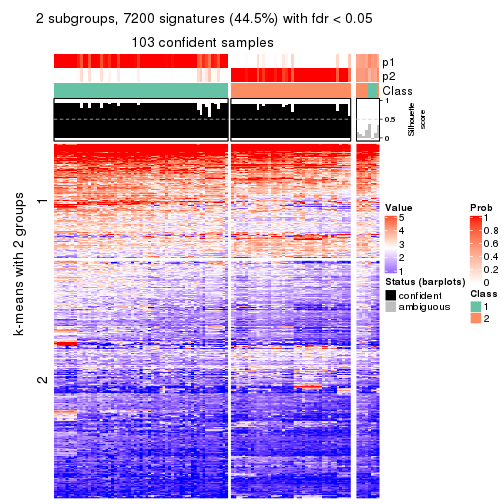 2 subgroups, 7200 signatures (44.5%) with fdr < 0.05
103 confident samples
p1
p2
Class
1
0.5
0
Silhouette
score
k-means with 2 groups
1
2
Value
5
4
3
2
1
Prob
1
0.8
0.6
0.4
0.2
0
Status (barplots)
confident
ambiguous
Class
1
2